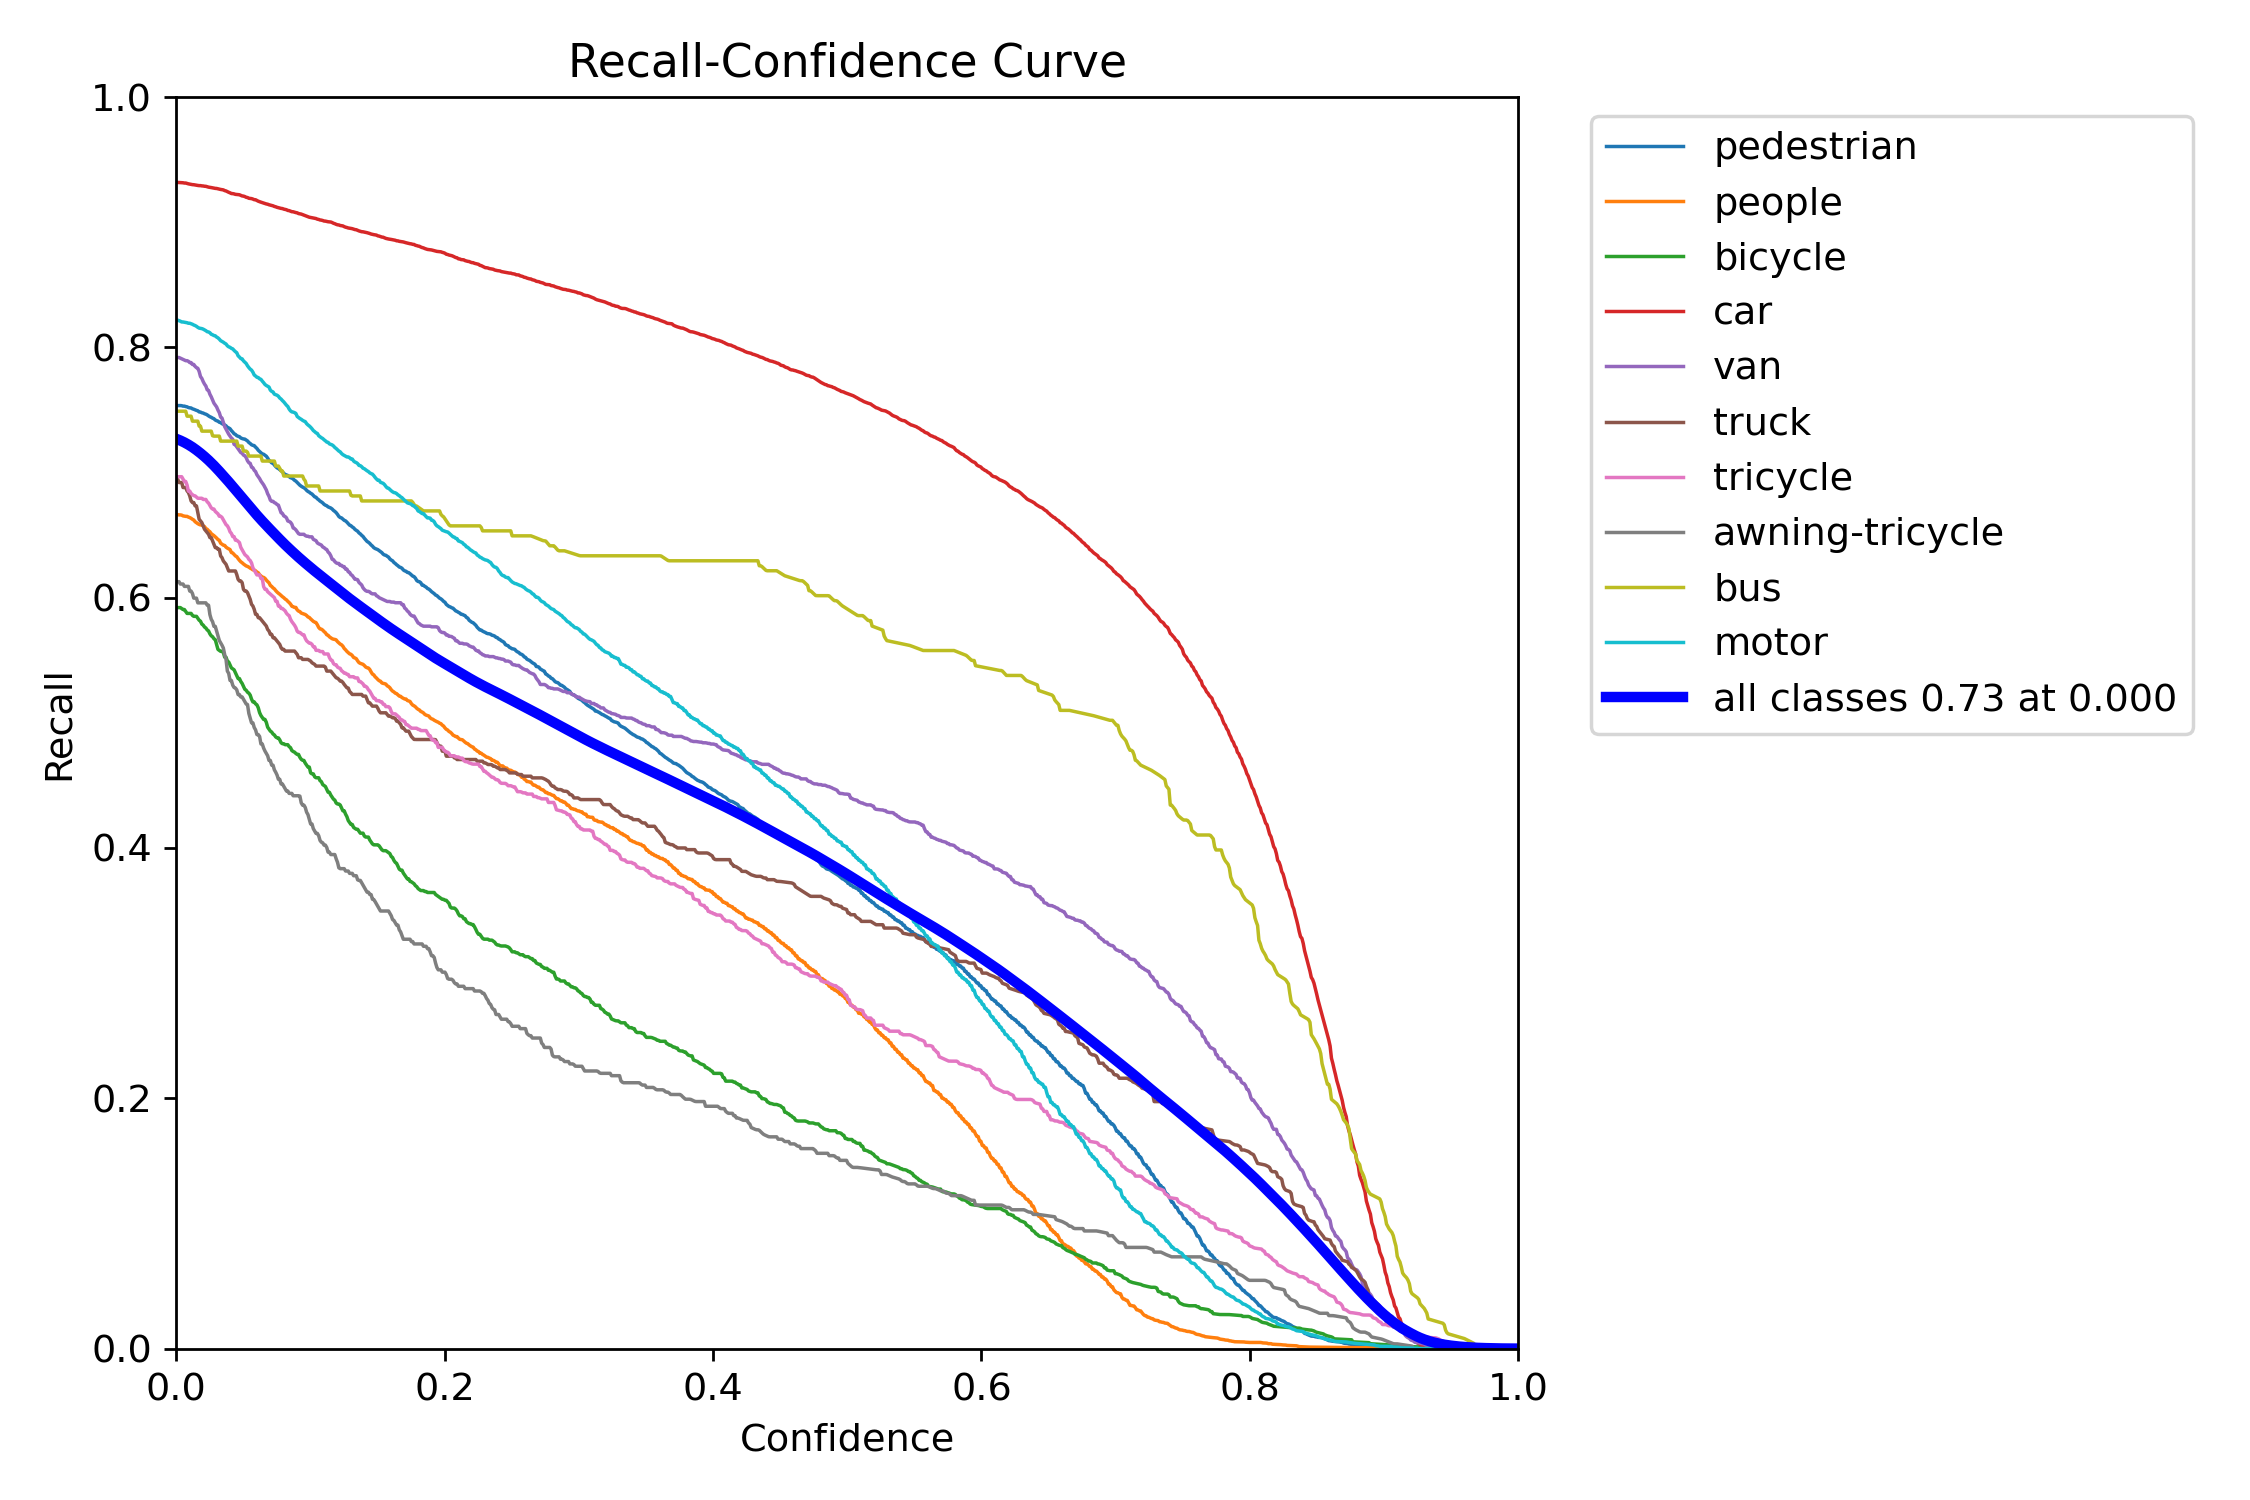 Recall-Confidence Curve
1.0
0.8
0.6
0.4
0.2
0.0
Recall
0.0 0.2 0.4 0.6 0.8 1.0
Confidence
pedestrian
people
bicycle
car
van
truck
tricycle
awning-tricycle
bus
motor
all classes 0.73 at 0.000